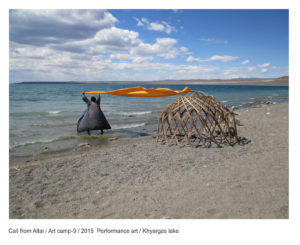 Call from Altai / Art camp-9 / 2015  Performance art / Khyargas lake